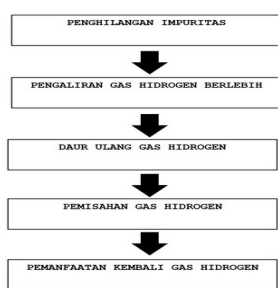 PENGHILANGAN IMPURITAS
PENGALIRAN GAS HIDROGEN BERLEBIH
DAUR ULANG GAS HIDROGEN
PEMISAHAN GAS HIDROGEN
PEMANFAATAN KEMBALI GAS HIDROGEN